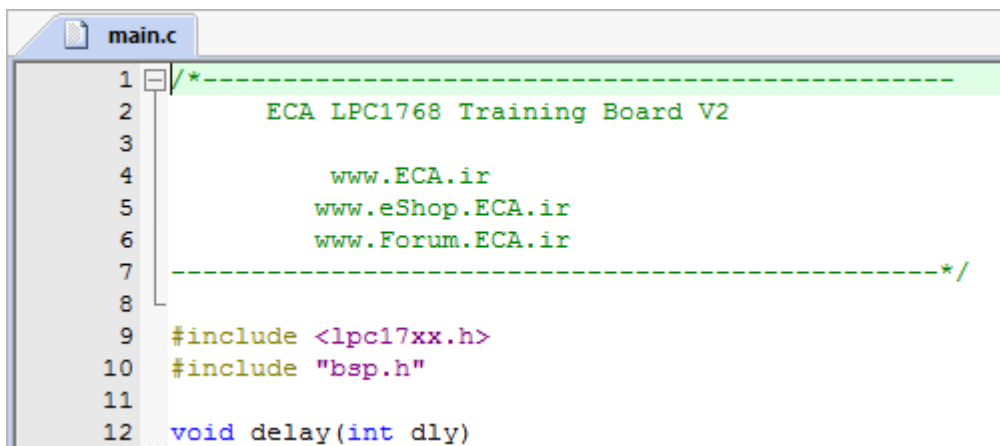 main.c
1 /*-----------------------------------------------
2 ECA LPC1768 Training Board V2
3
4 www.ECA.ir
5 www.eShop.ECA.ir
6 www.Forum.ECA.ir
7 ------------------------------------------------*/
8
9 #include <lpc17xx.h>
10 #include "bsp.h"
11
12 void delay(int dly)